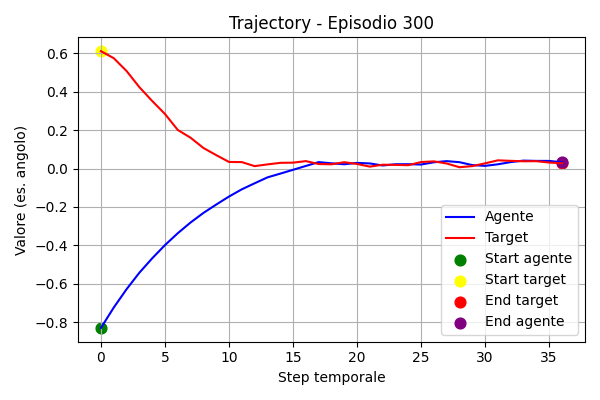 Trajectory - Episodio 300
Valore (es. angolo)
0.6
0.4
0.2
0.0
−0.2
−0.4
−0.6
−0.8
Agente
Target
Start agente
Start target
End target
End agente
0 5 10 15 20 25 30 35
Step temporale